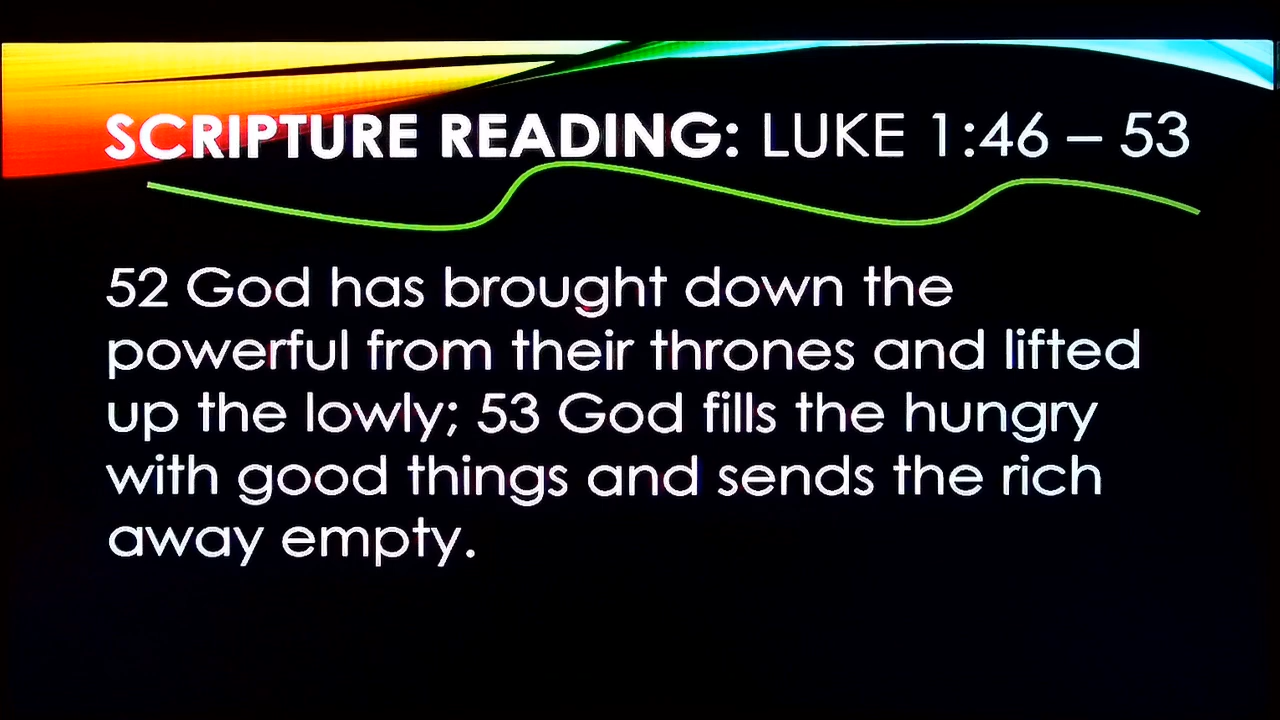 SCRIPTURE READING: LUKE 1:46 – 53
52 God has brought down the
powerful from their thrones and lifted
up the lowly; 53 God fills the hungry
with good things and sends the rich
away empty.